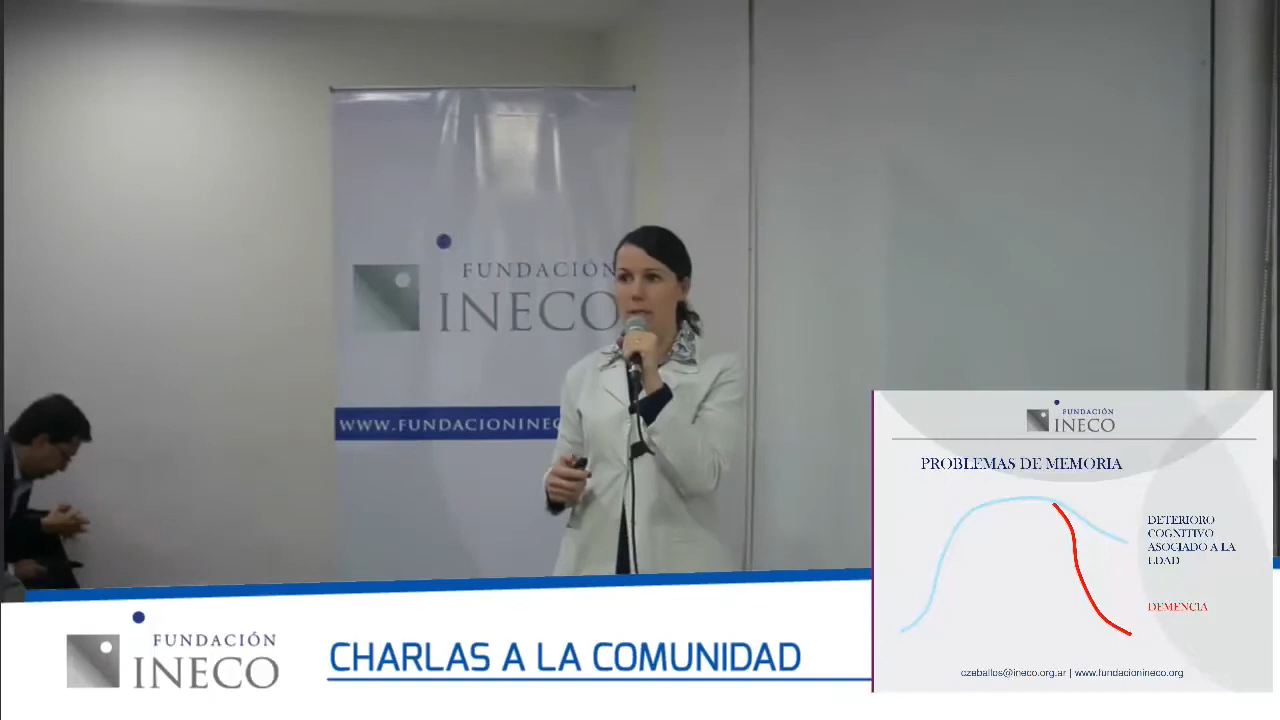 FUNDACIÓN
INECO
WWW.FUNDACIONINEC
FUNDACIÓN
INECO
PROBLEMAS DE MEMORIA
DETERIORO
COGNITIVO
ASOCIADO A LA
EDAD
DEMENCIA
czeballos@ineco.org.ar | www.fundacionineco.org
FUNDACIÓN
INECO
CHARLAS A LA COMUNIDAD